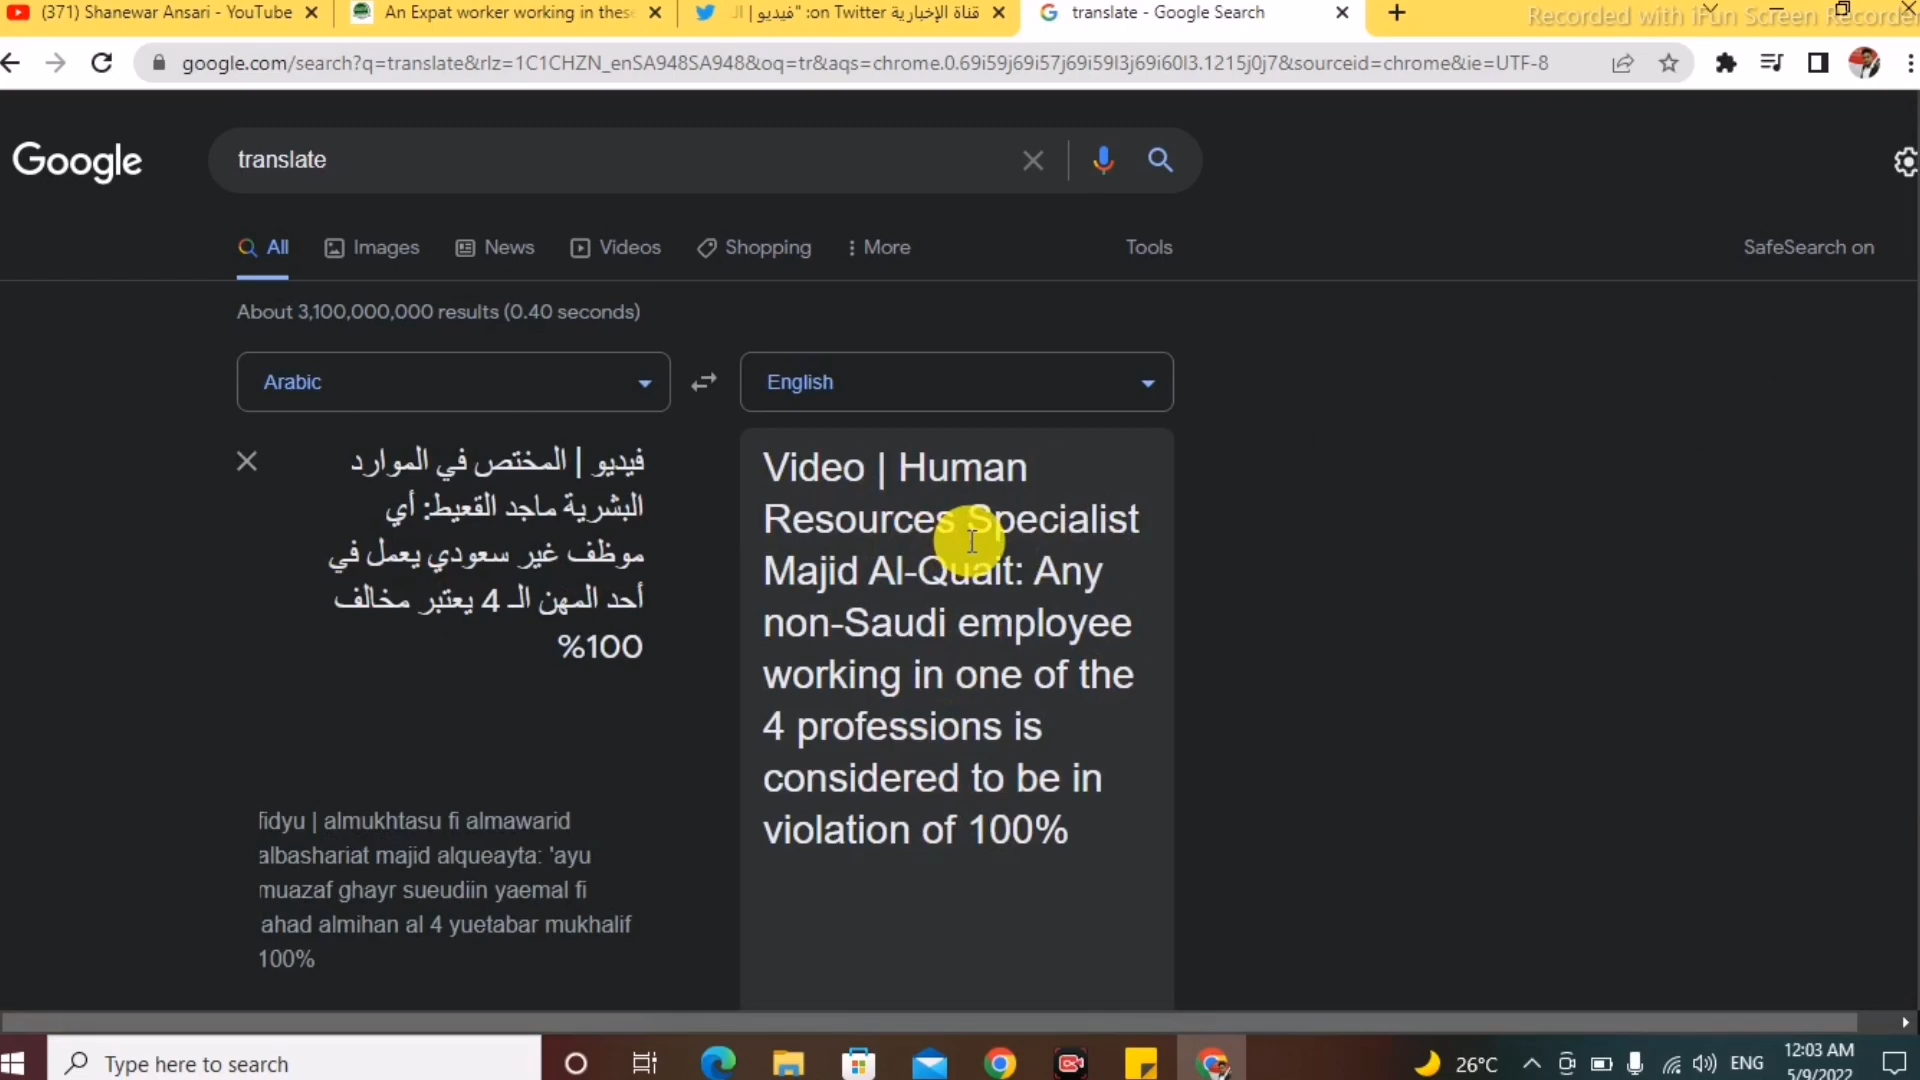 (371) Shanewar Ansari - YouTube
An Expat worker working in these
قناة الإخبارية on Twitter: "فيديو | ال
translate - Google Search
Recorded with iFun Screen Recorder
google.com/search?q=translate&rlz=1C1CHZN_enSA948SA948&oq=tr&aqs=chrome.0.69i59j69i57j69i59l3j69i60l3.1215j0j7&sourceid=chrome&ie=UTF-8
Google
translate
All
Images
News
Videos
Shopping
More
Tools
SafeSearch on
About 3,100,000,000 results (0.40 seconds)
Arabic
English
فيديو | المختص في الموارد
البشرية ماجد القعيط: أي
موظف غير سعودي يعمل في
أحد المهن الـ 4 يعتبر مخالف
100%
Video | Human
Resources Specialist
Majid Al-Quait: Any
non-Saudi employee
working in one of the
4 professions is
considered to be in
violation of 100%
fidyu | almukhtasu fi almawarid
albashariat majid alqueayta: 'ayu
muazaf ghayr sueudiin yaemal fi
ahad almihan al 4 yuetabar mukhalif
100%
Type here to search
26°C
ENG
12:03 AM
5/9/2022